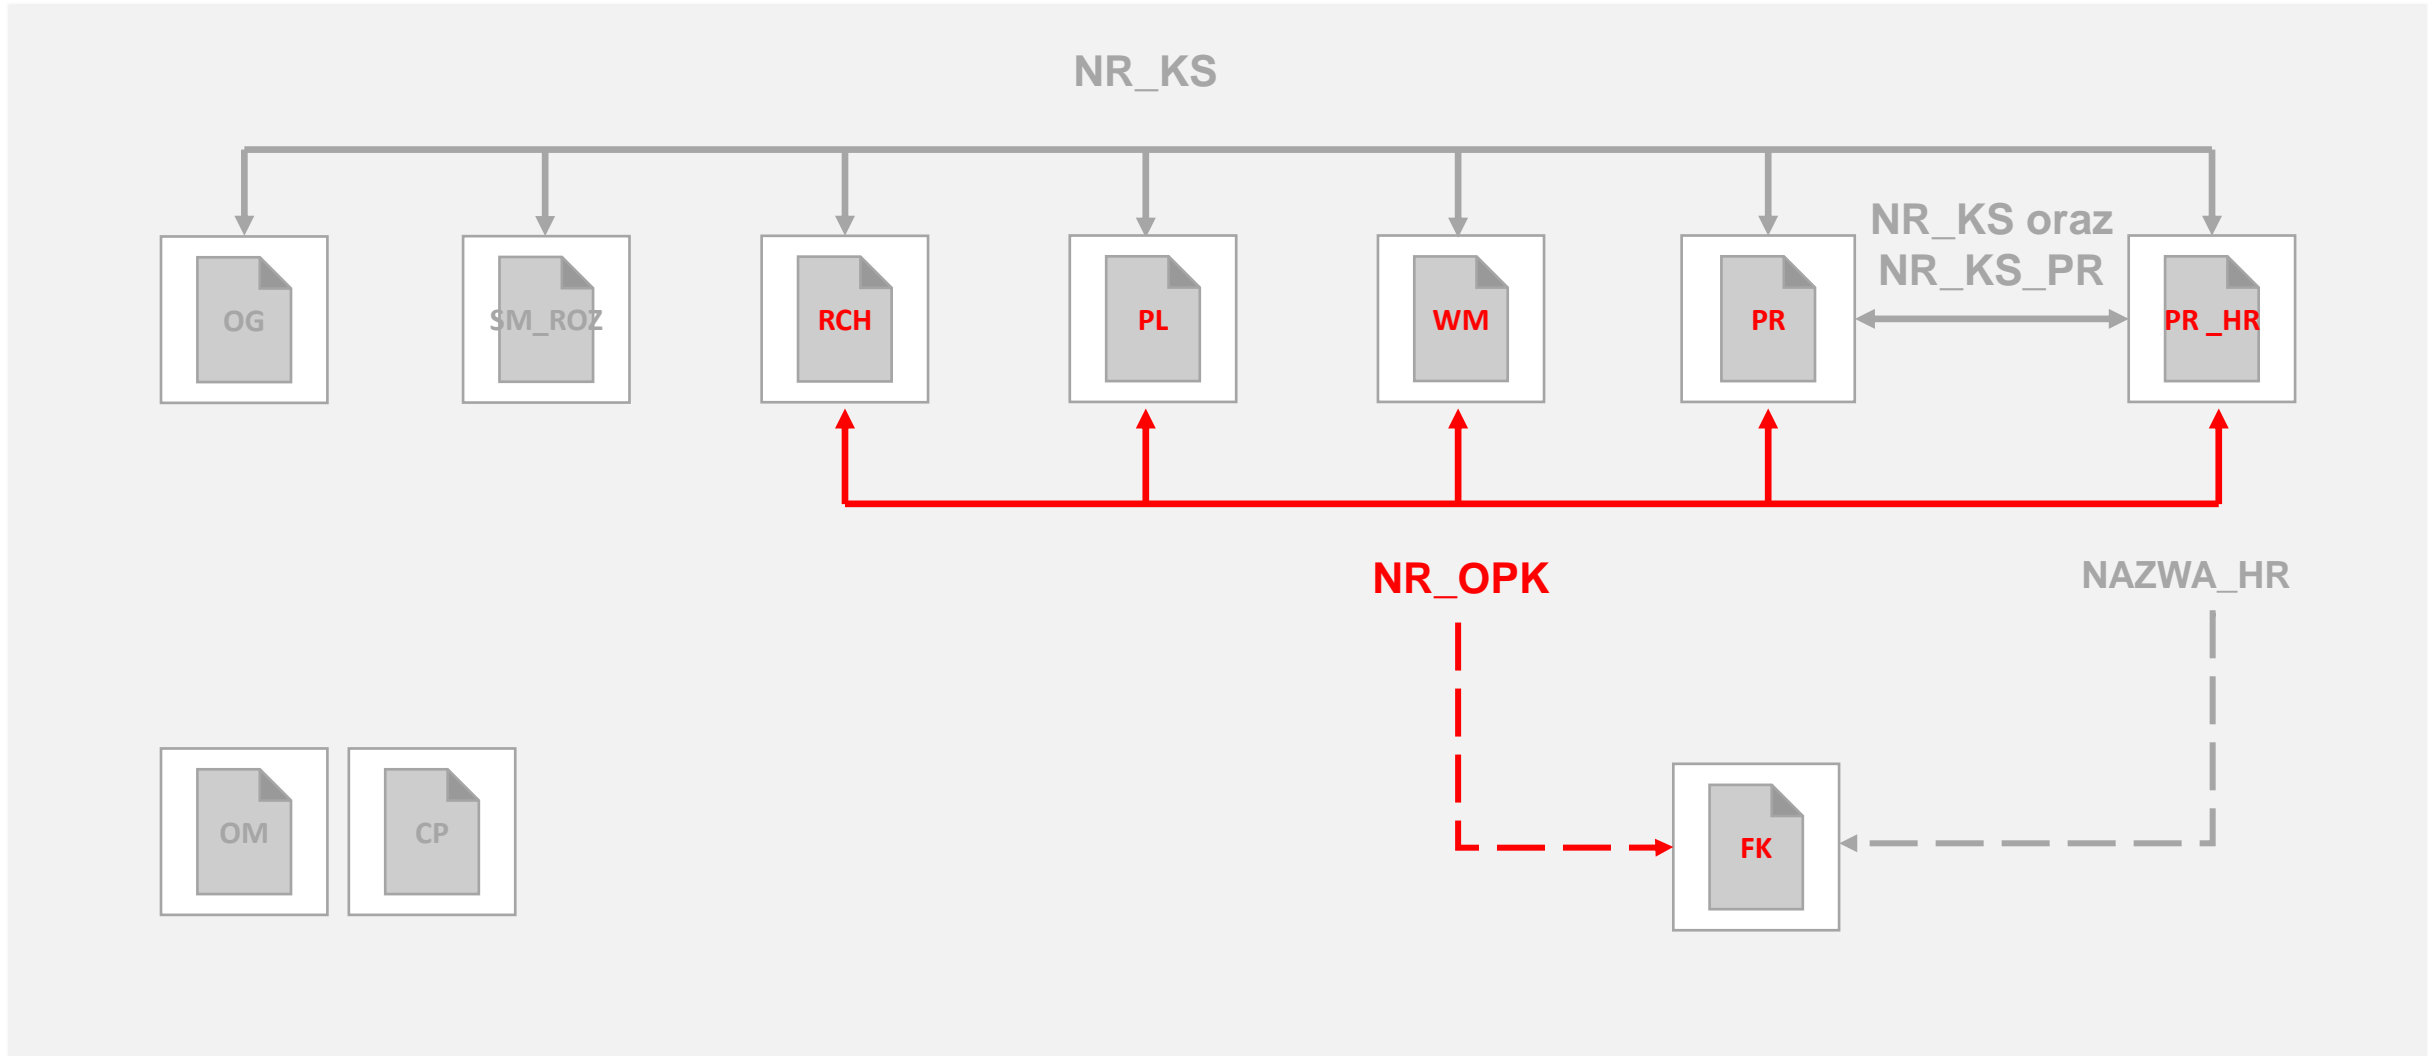 NR_KS
NR_KS oraz
NR_KS_PR
OG
SM_ROZ
RCH
PL
WM
PR
PR _HR
NR_OPK
NAZWA_HR
OM
CP
FK